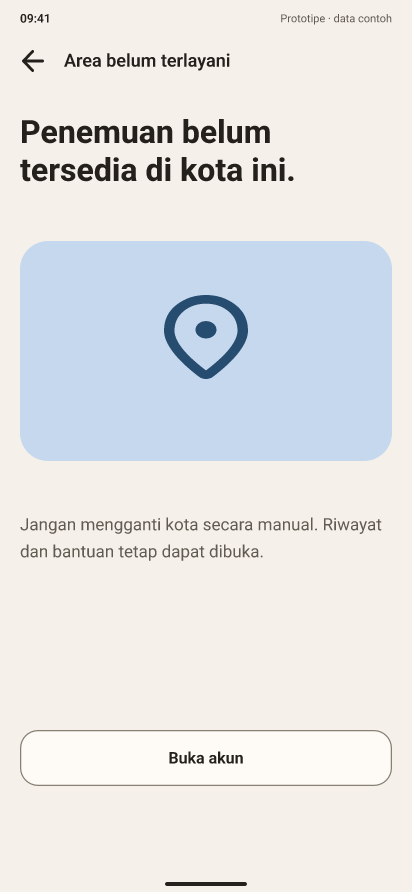 09:41
Prototipe · data contoh
Area belum terlayani
Penemuan belum
tersedia di kota ini.
Jangan mengganti kota secara manual. Riwayat
dan bantuan tetap dapat dibuka.
Buka akun